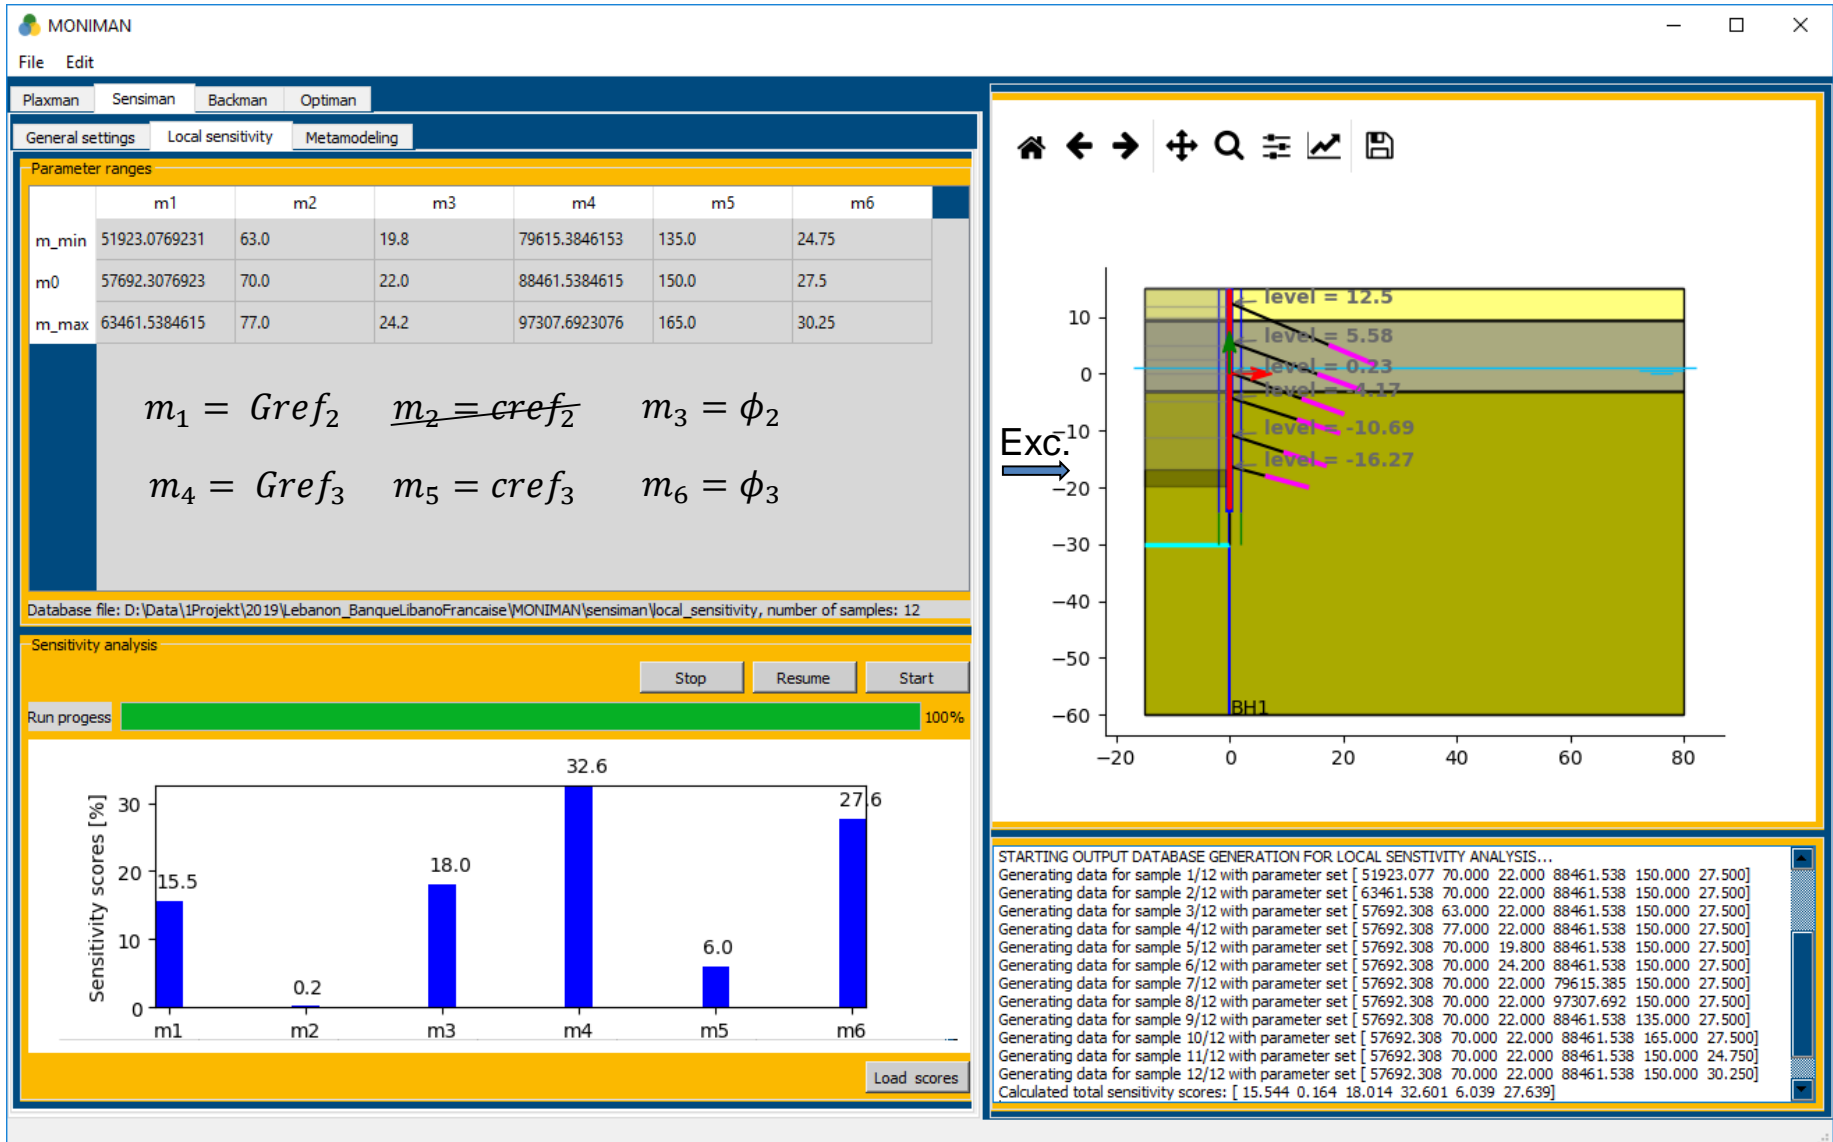 MONIMAN
File Edit
Plaxman Sensiman Backman Optiman
General settings Local sensitivity Metamodeling
Parameter ranges
m1 m2 m3 m4 m5 m6
m_min 51923.0769231 63.0 19.8 79615.3846153 135.0 24.75
m0 57692.3076923 70.0 22.0 88461.5384615 150.0 27.5
m_max 63461.5384615 77.0 24.2 97307.6923076 165.0 30.25
m₁ = Gref₂ m₂ = cref₂ m₃ = ϕ₂
m₄ = Gref₃ m₅ = cref₃ m₆ = ϕ₃
Database file: D:\Data\1Projekt\2019\Lebanon_BanqueLibanoFrancaise\MONIMAN\sensiman\local_sensitivity, number of samples: 12
Sensitivity analysis
Stop Resume Start
Run progess 100%
Sensitivity scores [%]
30
20
10
0
15.5 0.2 18.0 32.6 6.0 27.6
m1 m2 m3 m4 m5 m6
Load scores
level = 12.5
level = 5.58
level = 0.23
level = -4.17
level = -10.69
level = -16.27
Exc.
10
0
−10
−20
−30
−40
−50
−60
BH1
−20 0 20 40 60 80
STARTING OUTPUT DATABASE GENERATION FOR LOCAL SENSTIVITY ANALYSIS...
Generating data for sample 1/12 with parameter set [ 51923.077 70.000 22.000 88461.538 150.000 27.500]
Generating data for sample 2/12 with parameter set [ 63461.538 70.000 22.000 88461.538 150.000 27.500]
Generating data for sample 3/12 with parameter set [ 57692.308 63.000 22.000 88461.538 150.000 27.500]
Generating data for sample 4/12 with parameter set [ 57692.308 77.000 22.000 88461.538 150.000 27.500]
Generating data for sample 5/12 with parameter set [ 57692.308 70.000 19.800 88461.538 150.000 27.500]
Generating data for sample 6/12 with parameter set [ 57692.308 70.000 24.200 88461.538 150.000 27.500]
Generating data for sample 7/12 with parameter set [ 57692.308 70.000 22.000 79615.385 150.000 27.500]
Generating data for sample 8/12 with parameter set [ 57692.308 70.000 22.000 97307.692 150.000 27.500]
Generating data for sample 9/12 with parameter set [ 57692.308 70.000 22.000 88461.538 135.000 27.500]
Generating data for sample 10/12 with parameter set [ 57692.308 70.000 22.000 88461.538 165.000 27.500]
Generating data for sample 11/12 with parameter set [ 57692.308 70.000 22.000 88461.538 150.000 24.750]
Generating data for sample 12/12 with parameter set [ 57692.308 70.000 22.000 88461.538 150.000 30.250]
Calculated total sensitivity scores: [ 15.544 0.164 18.014 32.601 6.039 27.639]